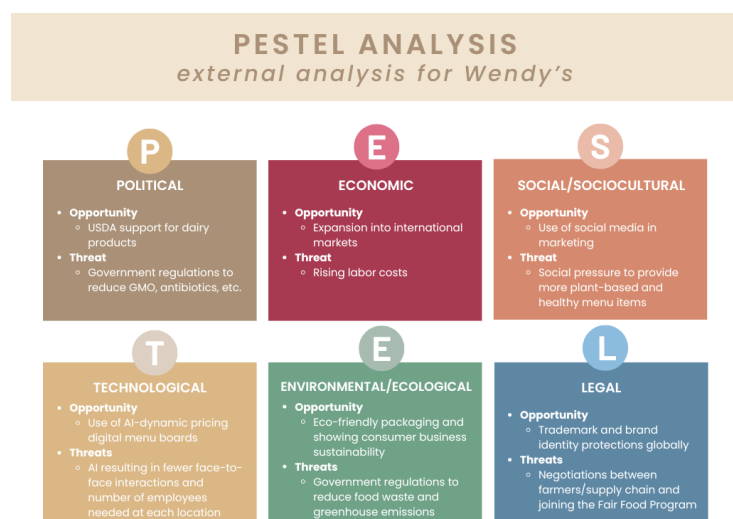 PESTEL ANALYSIS
external analysis for Wendy's
P
POLITICAL
• Opportunity
○ USDA support for dairy
products
• Threat
○ Government regulations to
reduce GMO, antibiotics, etc.
E
ECONOMIC
• Opportunity
○ Expansion into international
markets
• Threat
○ Rising labor costs
S
SOCIAL/SOCIOCULTURAL
• Opportunity
○ Use of social media in
marketing
• Threat
○ Social pressure to provide
more plant-based and
healthy menu items
T
TECHNOLOGICAL
• Opportunity
○ Use of AI-dynamic pricing
digital menu boards
• Threats
○ AI resulting in fewer face-to-
face interactions and
number of employees
needed at each location
E
ENVIRONMENTAL/ECOLOGICAL
• Opportunity
○ Eco-friendly packaging and
showing consumer business
sustainability
• Threats
○ Government regulations to
reduce food waste and
greenhouse emissions
L
LEGAL
• Opportunity
○ Trademark and brand
identity protections globally
• Threats
○ Negotiations between
farmers/supply chain and
joining the Fair Food Program